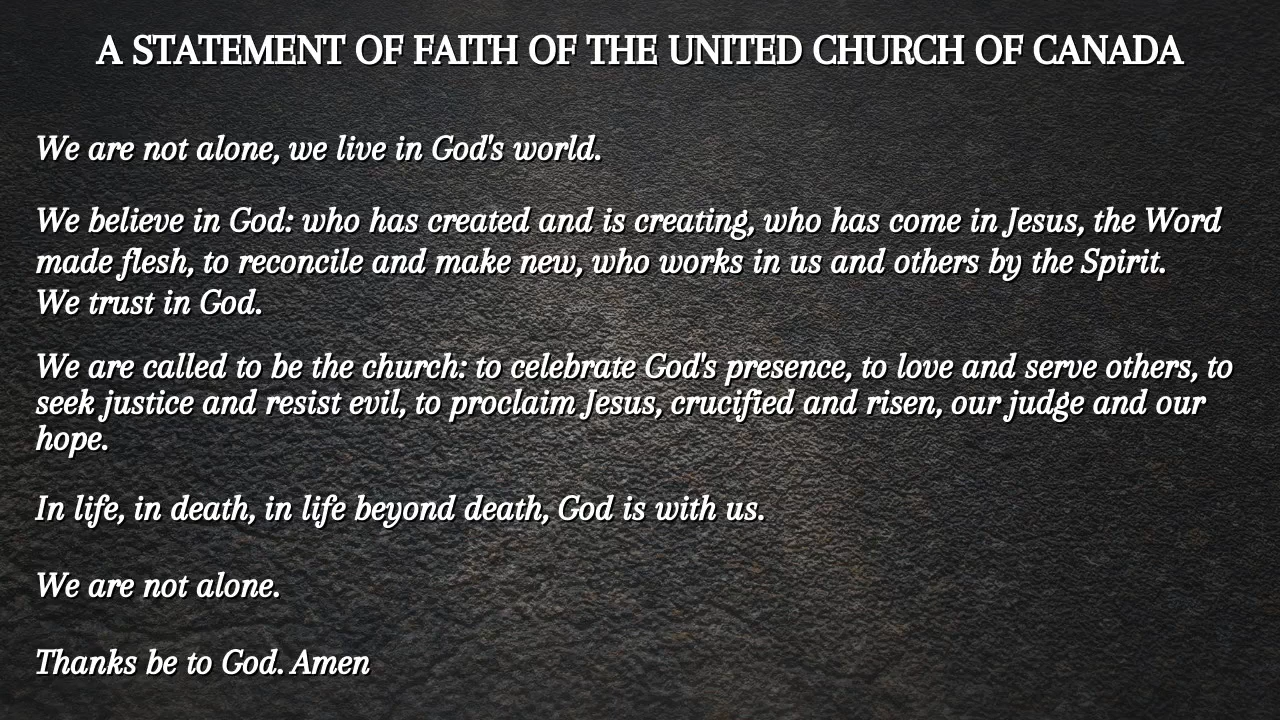 A STATEMENT OF FAITH OF THE UNITED CHURCH OF CANADA
We are not alone, we live in God's world.
We believe in God: who has created and is creating, who has come in Jesus, the Word
made flesh, to reconcile and make new, who works in us and others by the Spirit.
We trust in God.
We are called to be the church: to celebrate God's presence, to love and serve others, to
seek justice and resist evil, to proclaim Jesus, crucified and risen, our judge and our
hope.
In life, in death, in life beyond death, God is with us.
We are not alone.
Thanks be to God. Amen